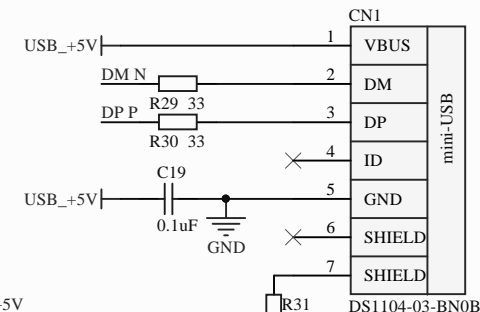 CN1
USB_+5V 1 VBUS
DM N 2 DM
R29 33
DP P 3 DP
R30 33
mini-USB
4 ID
C19
USB_+5V 5 GND
0.1uF
GND
6 SHIELD
7 SHIELD
+5V R31 DS1104-03-BN0B